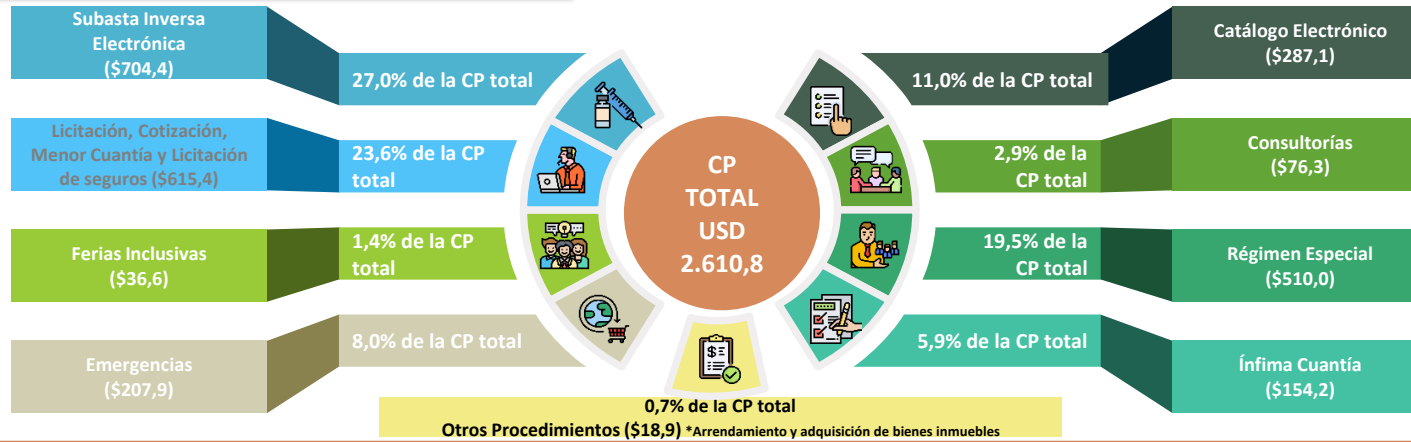 Subasta Inversa
Electrónica
($704,4)
27,0% de la CP total
Licitación, Cotización,
Menor Cuantía y Licitación
de seguros ($615,4)
23,6% de la CP
total
Ferias Inclusivas
($36,6)
1,4% de la CP
total
Emergencias
($207,9)
8,0% de la CP total
CP
TOTAL
USD
2.610,8
Catálogo Electrónico
($287,1)
11,0% de la CP total
Consultorías
($76,3)
2,9% de la
CP total
Régimen Especial
($510,0)
19,5% de la
CP total
Ínfima Cuantía
($154,2)
5,9% de la CP total
0,7% de la CP total
Otros Procedimientos ($18,9) *Arrendamiento y adquisición de bienes inmuebles